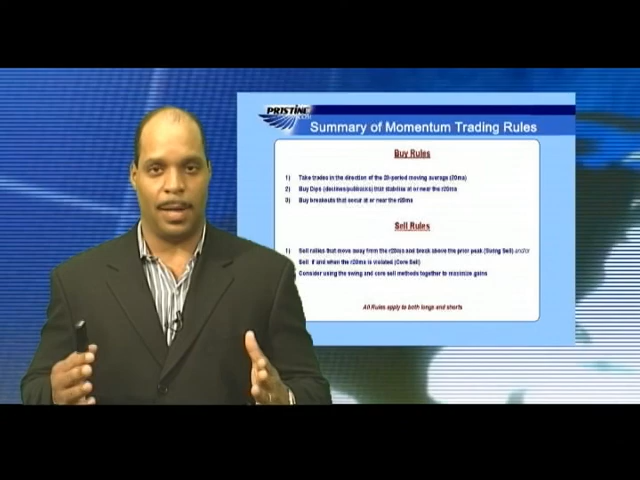 PRISTINE
Summary of Momentum Trading Rules
Buy Rules
1) Take trades in the direction of the 20-period moving average (20ma)
2) Buy Dips (declines/pullbacks) that stabilize at or near the r20ma
3) Buy breakouts that occur at or near the r20ma
Sell Rules
1) Sell rallies that move away from the r20ma and break above the prior peak (Swing Sell) and/or
Sell if and when the r20ma is violated (Core Sell)
Consider using the swing and core sell methods together to maximize gains
All Rules apply to both longs and shorts